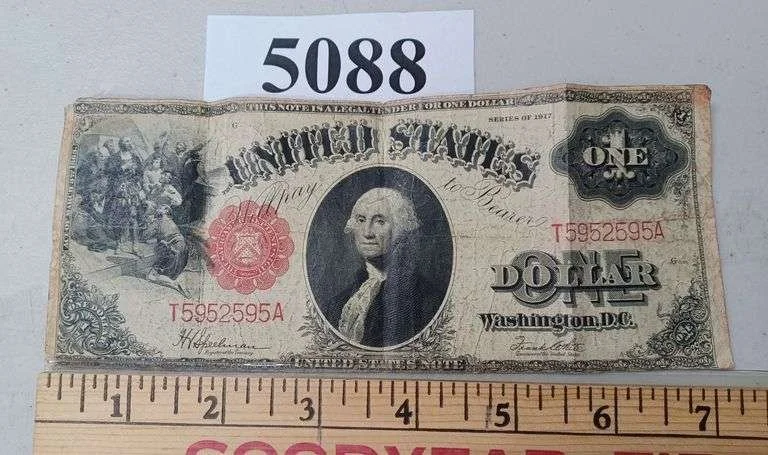 5088
THIS NOTE IS A LEGAL TENDER FOR ONE DOLLAR
SERIES OF 1917
UNITED STATES
ONE
Will pay to Bearer
T5952595A
T5952595A
ONE
DOLLAR
Washington, D.C.
UNITED STATES NOTE
1 2 3 4 5 6 7
GOODYEAR